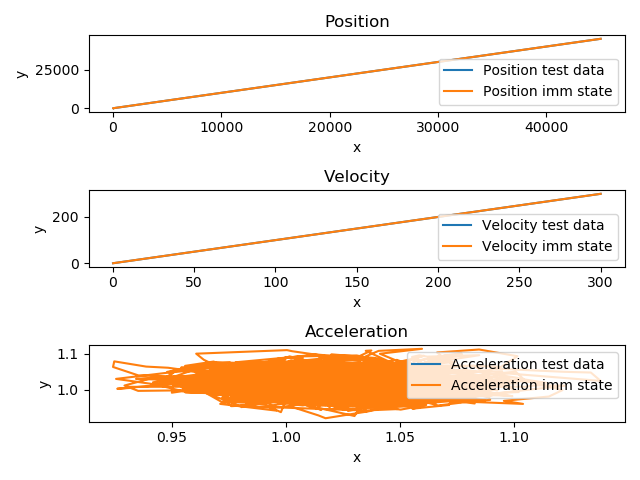 Position
y
25000
0
Position test data
Position imm state
0 10000 20000 30000 40000
x
Velocity
y
200
0
Velocity test data
Velocity imm state
0 50 100 150 200 250 300
x
Acceleration
y
1.1
1.0
Acceleration test data
Acceleration imm state
0.95 1.00 1.05 1.10
x